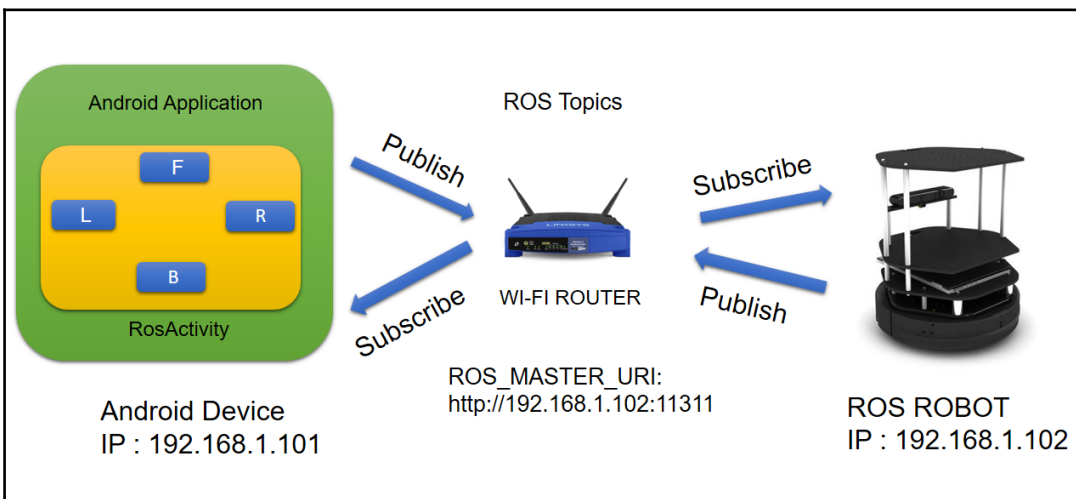 Android Application
F
L
R
B
RosActivity
Android Device
IP : 192.168.1.101
ROS Topics
Publish
Subscribe
LINKSYS
WI-FI ROUTER
ROS_MASTER_URI:
http://192.168.1.102:11311
Subscribe
Publish
ROS ROBOT
IP : 192.168.1.102